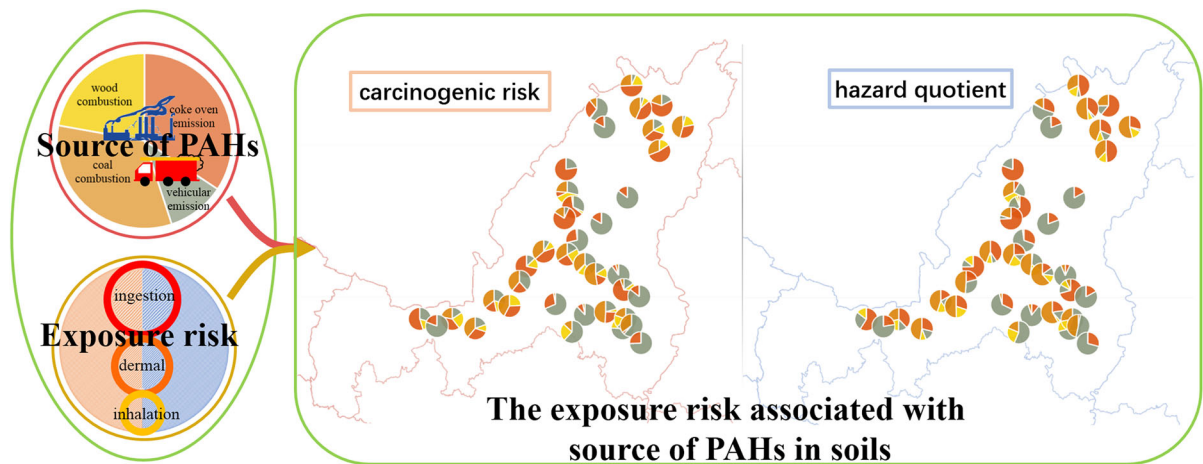 wood
combustion
coke oven
emission
Source of PAHs
coal
combustion
vehicular
emission
ingestion
Exposure risk
dermal
inhalation
carcinogenic risk
hazard quotient
The exposure risk associated with
source of PAHs in soils